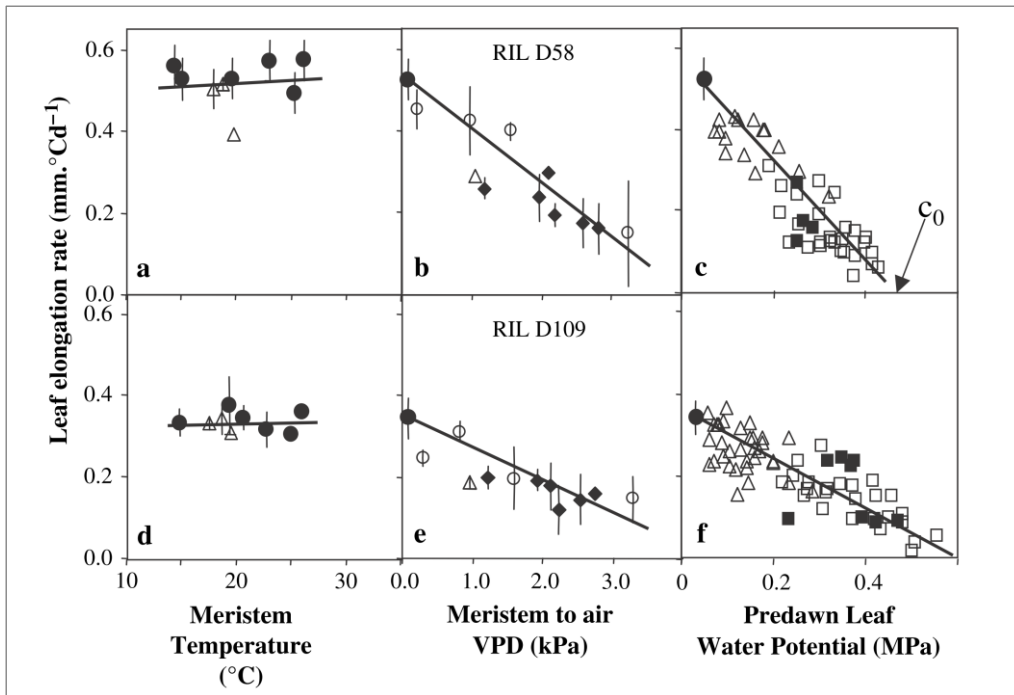 Leaf elongation rate (mm.°Cd⁻¹)
0.6
0.4
0.2
0.0
a
RIL D58
b
c
c₀
0.6
0.4
0.2
0.0
d
RIL D109
e
f
10 20 30
0.0 1.0 2.0 3.0
0 0.2 0.4
Meristem
Temperature
(°C)
Meristem to air
VPD (kPa)
Predawn Leaf
Water Potential (MPa)